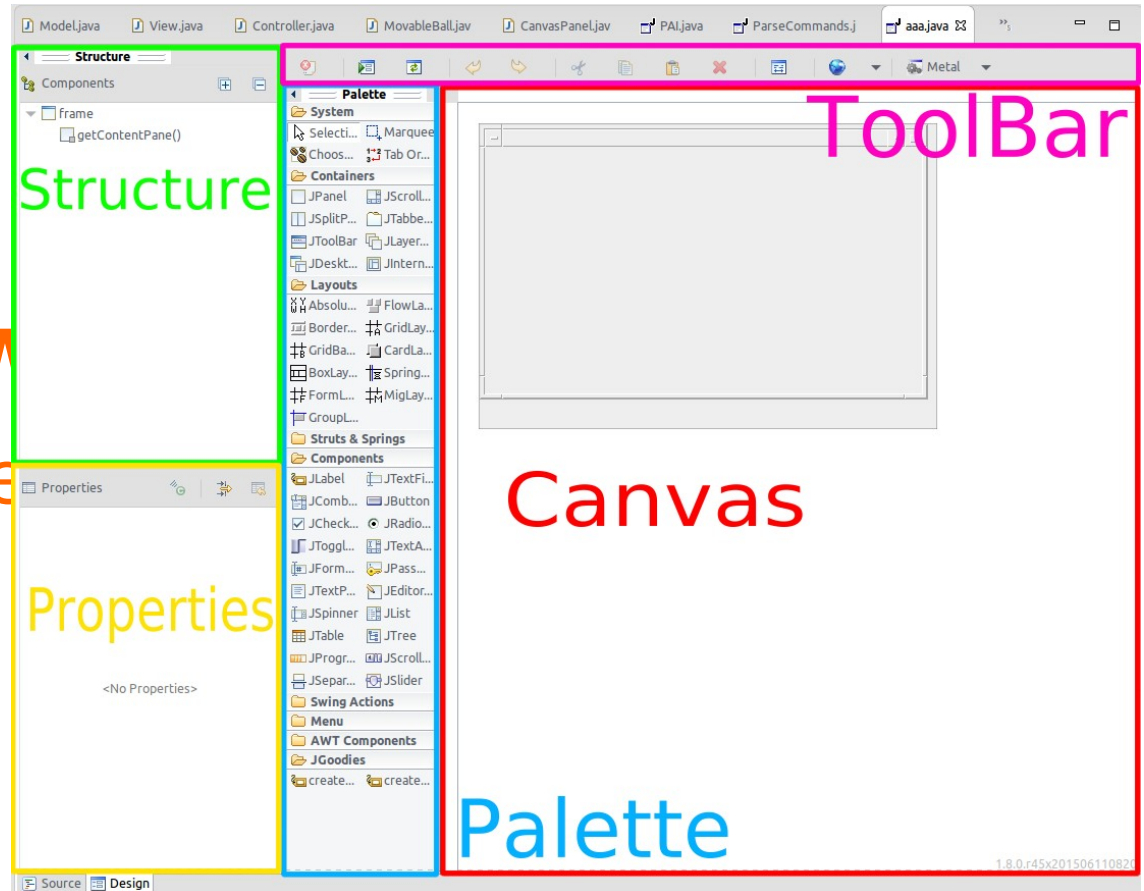 Model.java View.java Controller.java MovableBall.jav CanvasPanel.jav PAI.java ParseCommands.j aaa.java
Structure
Components
frame
getContentPane()
Structure
Metal
ToolBar
Palette
System
Selecti... Marquee
Choos... Tab Or...
Containers
JPanel JScroll...
JSplitP... JTabbe...
JToolBar JLayer...
JDeskt... JIntern...
Layouts
Absolu... FlowLa...
Border... GridLay...
GridBa... CardLa...
BoxLay... Spring...
FormL... MigLay...
GroupL...
Struts & Springs
Components
JLabel JTextFi...
JComb... JButton
JCheck... JRadio...
JToggl... JTextA...
JForm... JPass...
JTextP... JEditor...
JSpinner JList
JTable JTree
JProgr... JScroll...
JSepar... JSlider
Swing Actions
Menu
AWT Components
JGoodies
create... create...
Canvas
Properties
Properties
<No Properties>
Palette
1.8.0.r45x201506110820
Source Design